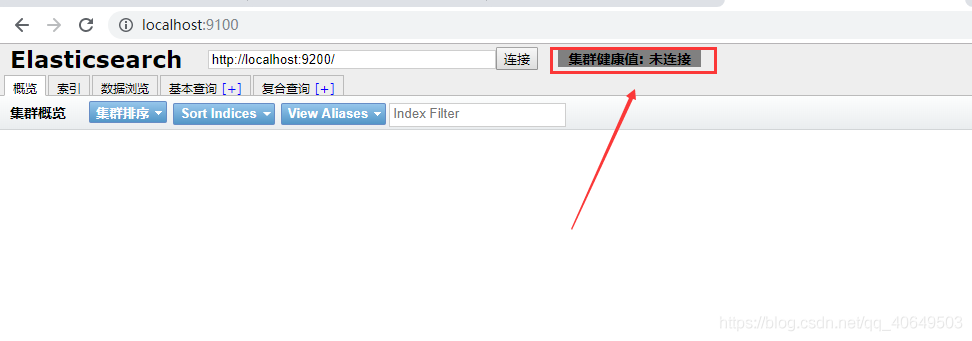 localhost:9100
Elasticsearch http://localhost:9200/ 连接 集群健康值: 未连接
概览 索引 数据浏览 基本查询 [+] 复合查询 [+]
集群概览 集群排序 Sort Indices View Aliases Index Filter
https://blog.csdn.net/qq_40649503